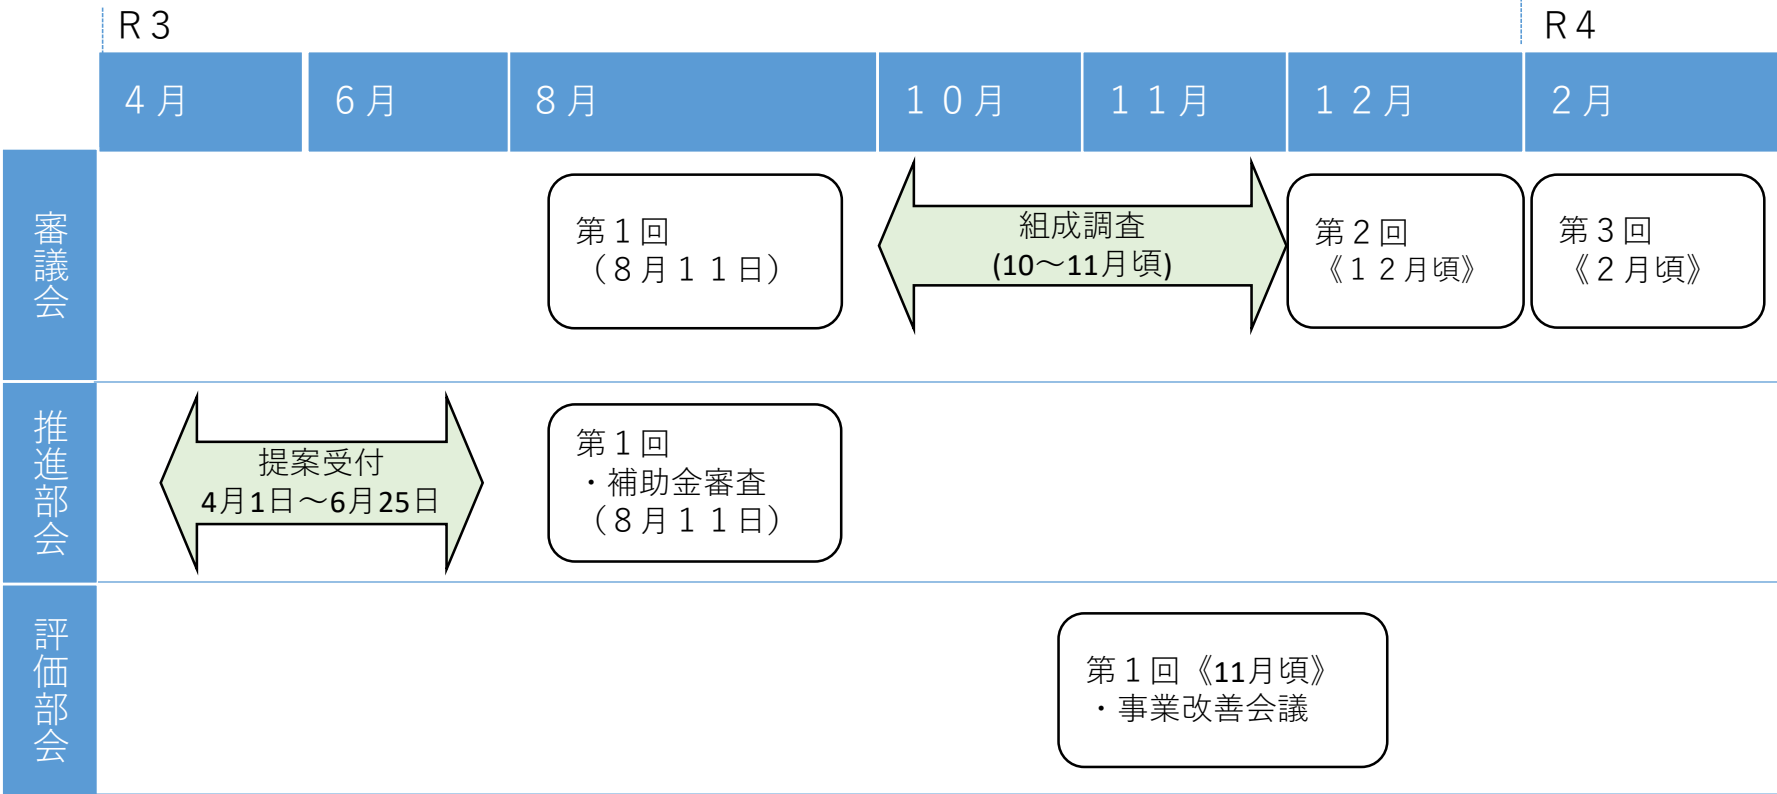 R3
R4
4月
6月
8月
10月
11月
12月
2月
審議会
第1回
（8月11日）
組成調査
(10～11月頃)
第2回
《12月頃》
第3回
《2月頃》
推進部会
提案受付
4月1日～6月25日
第1回
・補助金審査
（8月11日）
評価部会
第1回《11月頃》
・事業改善会議